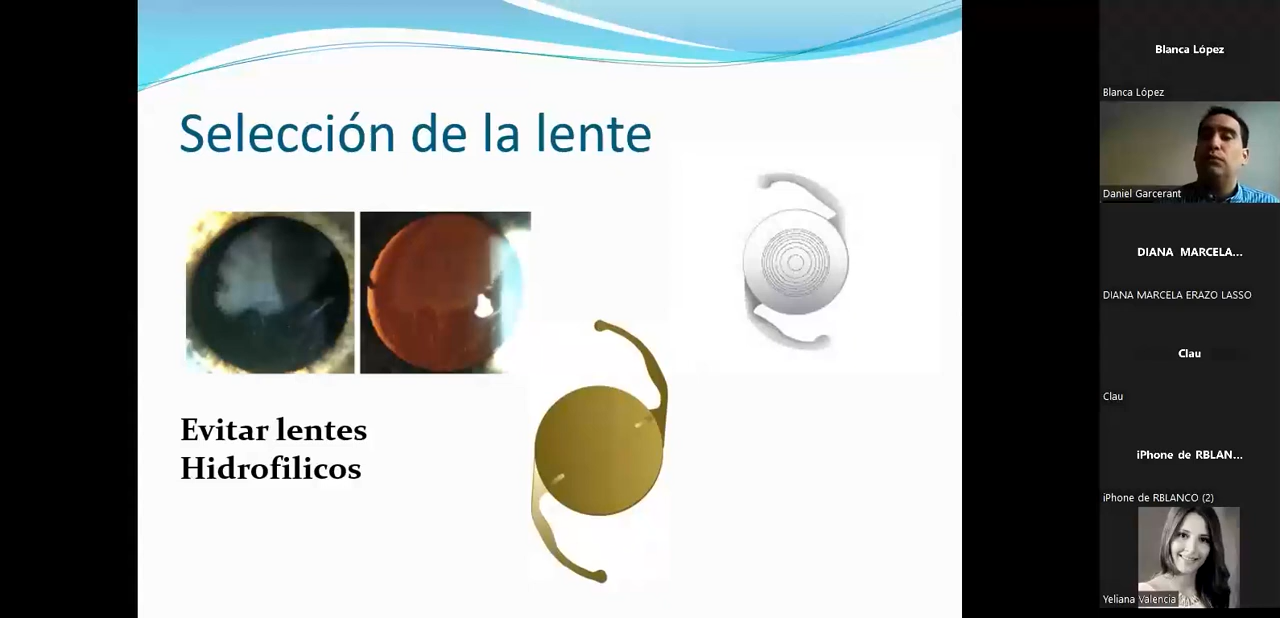 Selección de la lente
Evitar lentes
Hidrofilicos
Blanca López
Blanca López
Daniel Garcerant
DIANA MARCELA...
DIANA MARCELA ERAZO LASSO
Clau
Clau
iPhone de RBLAN...
iPhone de RBLANCO (2)
Yeliana Valencia